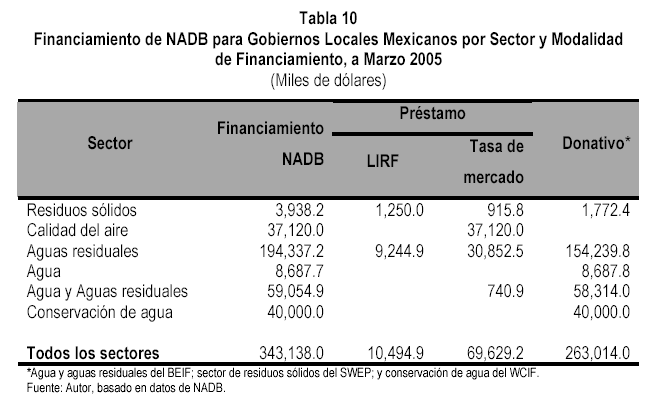 Tabla 10
Financiamiento de NADB para Gobiernos Locales Mexicanos por Sector y Modalidad
de Financiamiento, a Marzo 2005
(Miles de dólares)
Sector Financiamiento NADB Préstamo LIRF Tasa de mercado Donativo*
Residuos sólidos 3,938.2 1,250.0 915.8 1,772.4
Calidad del aire 37,120.0 37,120.0
Aguas residuales 194,337.2 9,244.9 30,852.5 154,239.8
Agua 8,687.7 8,687.8
Agua y Aguas residuales 59,054.9 740.9 58,314.0
Conservación de agua 40,000.0 40,000.0
Todos los sectores 343,138.0 10,494.9 69,629.2 263,014.0
*Agua y aguas residuales del BEIF; sector de residuos sólidos del SWEP; y conservación de agua del WCIF.
Fuente: Autor, basado en datos de NADB.